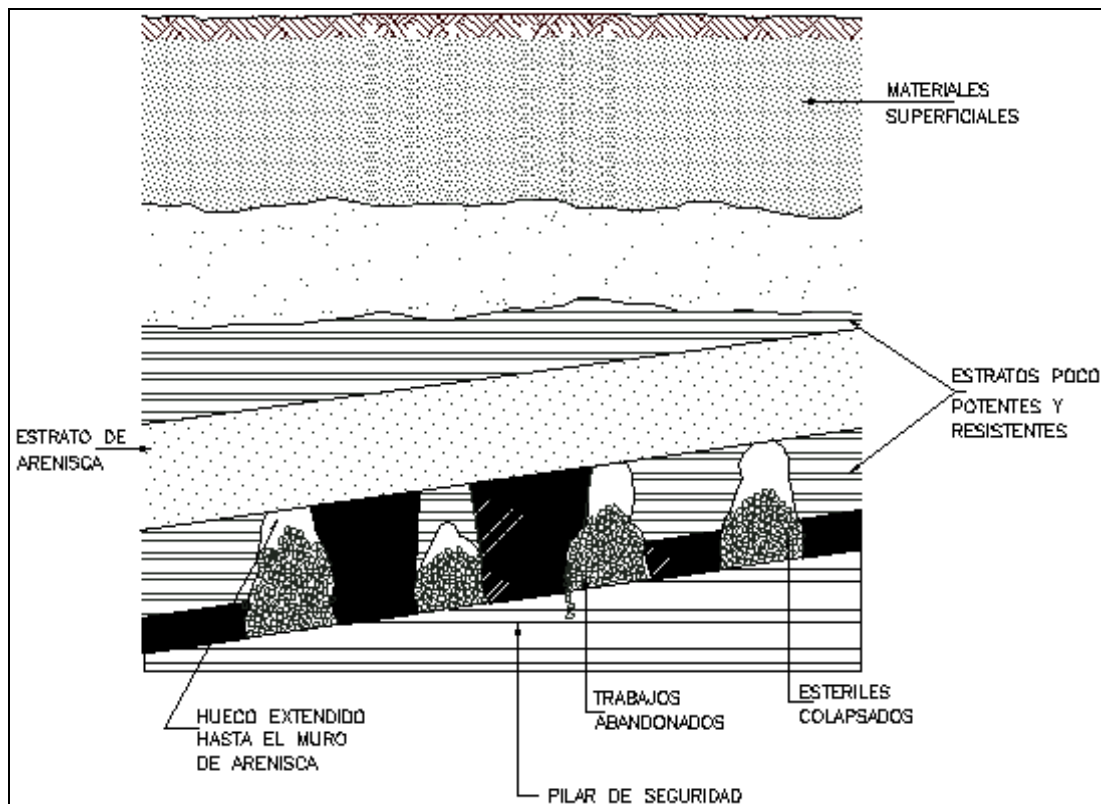 MATERIALES
SUPERFICIALES
ESTRATOS POCO
POTENTES Y
RESISTENTES
ESTRATO DE
ARENISCA
HUECO EXTENDIDO
HASTA EL MURO
DE ARENISCA
TRABAJOS
ABANDONADOS
ESTERILES
COLAPSADOS
PILAR DE SEGURIDAD